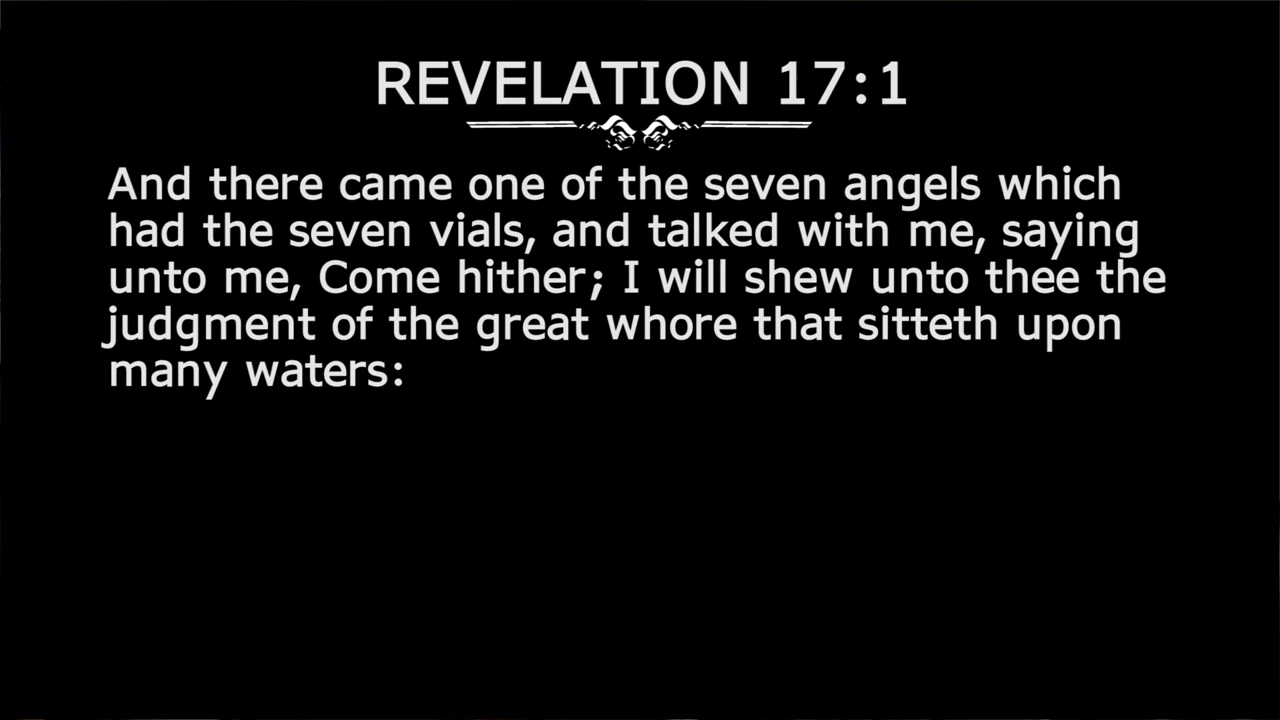 REVELATION 17:1
And there came one of the seven angels which
had the seven vials, and talked with me, saying
unto me, Come hither; I will shew unto thee the
judgment of the great whore that sitteth upon
many waters: